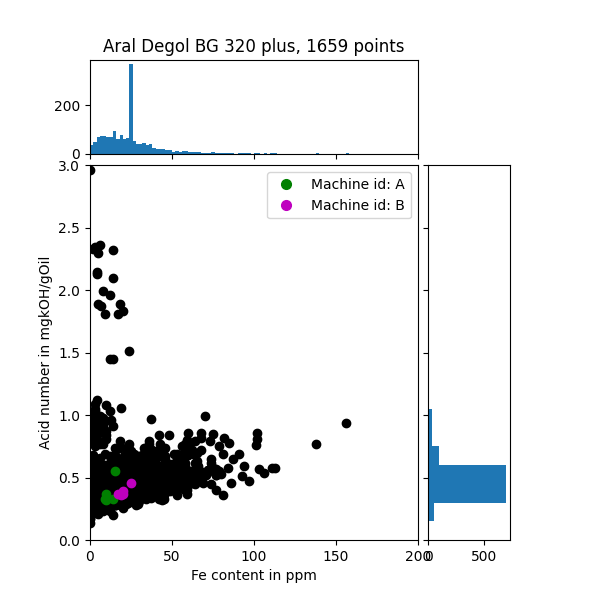 Aral Degol BG 320 plus, 1659 points
200
0
3.0
2.5
2.0
1.5
1.0
0.5
0.0
Acid number in mgkOH/gOil
Machine id: A
Machine id: B
0 50 100 150 200
0 500
Fe content in ppm